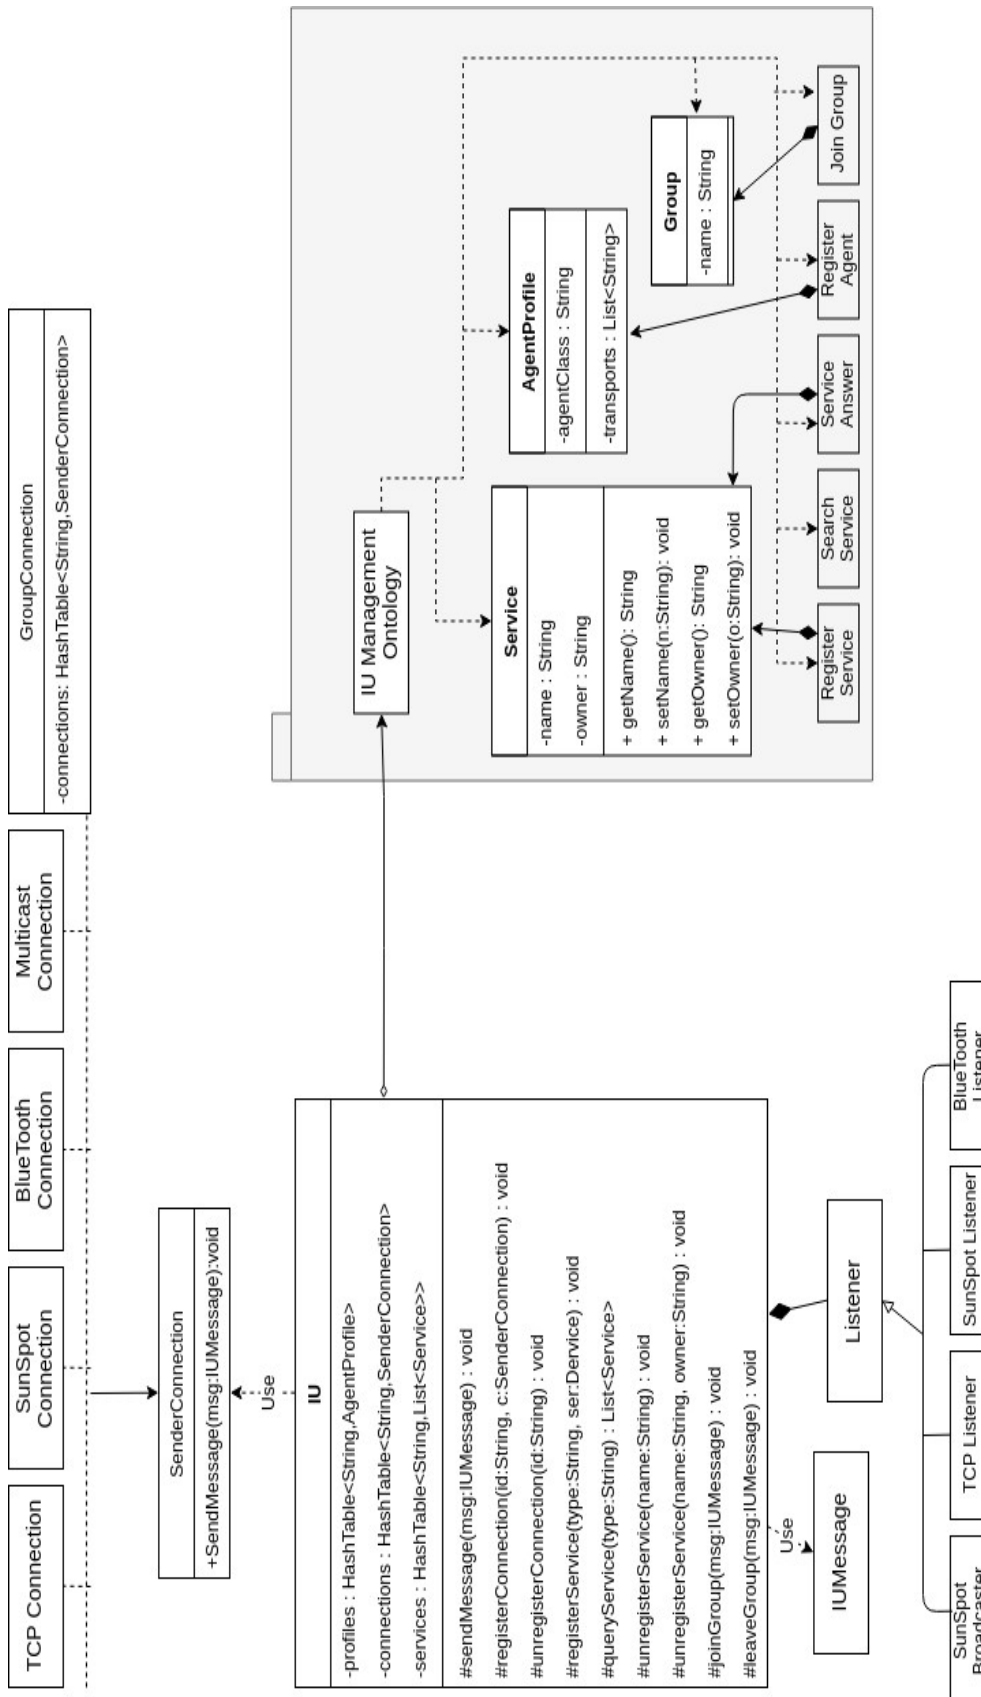 TCP Connection
SunSpot
Connection
BlueTooth
Connection
Multicast
Connection
GroupConnection
-connections: HashTable<String,SenderConnection>
SenderConnection
+SendMessage(msg:IUMessage):void
Use
IU
-profiles : HashTable<String,AgentProfile>
-connections : HashTable<String,SenderConnection>
-services : HashTable<String,List<Service>>
#sendMessage(msg:IUMessage) : void
#registerConnection(id:String, c:SenderConnection) : void
#unregisterConnection(id:String) : void
#registerService(type:String, ser:Dervice) : void
#queryService(type:String) : List<Service>
#unregisterService(name:String) : void
#unregisterService(name:String, owner:String) : void
#joinGroup(msg:IUMessage) : void
#leaveGroup(msg:IUMessage) : void
Use
IUMessage
Listener
SunSpot
Broadcaster
TCP Listener
SunSpot Listener
BlueTooth
Listener
IU Management
Ontology
Service
-name : String
-owner : String
+ getName(): String
+ setName(n:String): void
+ getOwner(): String
+ setOwner(o:String): void
AgentProfile
-agentClass : String
-transports : List<String>
Group
-name : String
Register
Service
Search
Service
Service
Answer
Register
Agent
Join Group